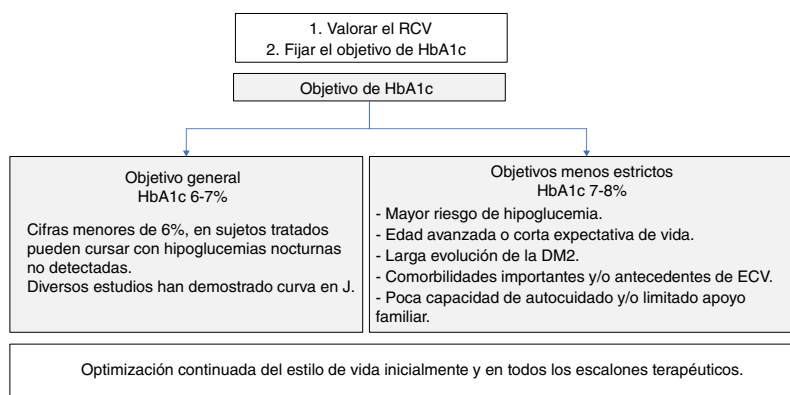 1. Valorar el RCV
2. Fijar el objetivo de HbA1c
Objetivo de HbA1c
Objetivo general
HbA1c 6-7%
Cifras menores de 6%, en sujetos tratados
pueden cursar con hipoglucemias nocturnas
no detectadas.
Diversos estudios han demostrado curva en J.
Objetivos menos estrictos
HbA1c 7-8%
- Mayor riesgo de hipoglucemia.
- Edad avanzada o corta expectativa de vida.
- Larga evolución de la DM2.
- Comorbilidades importantes y/o antecedentes de ECV.
- Poca capacidad de autocuidado y/o limitado apoyo
familiar.
Optimización continuada del estilo de vida inicialmente y en todos los escalones terapéuticos.